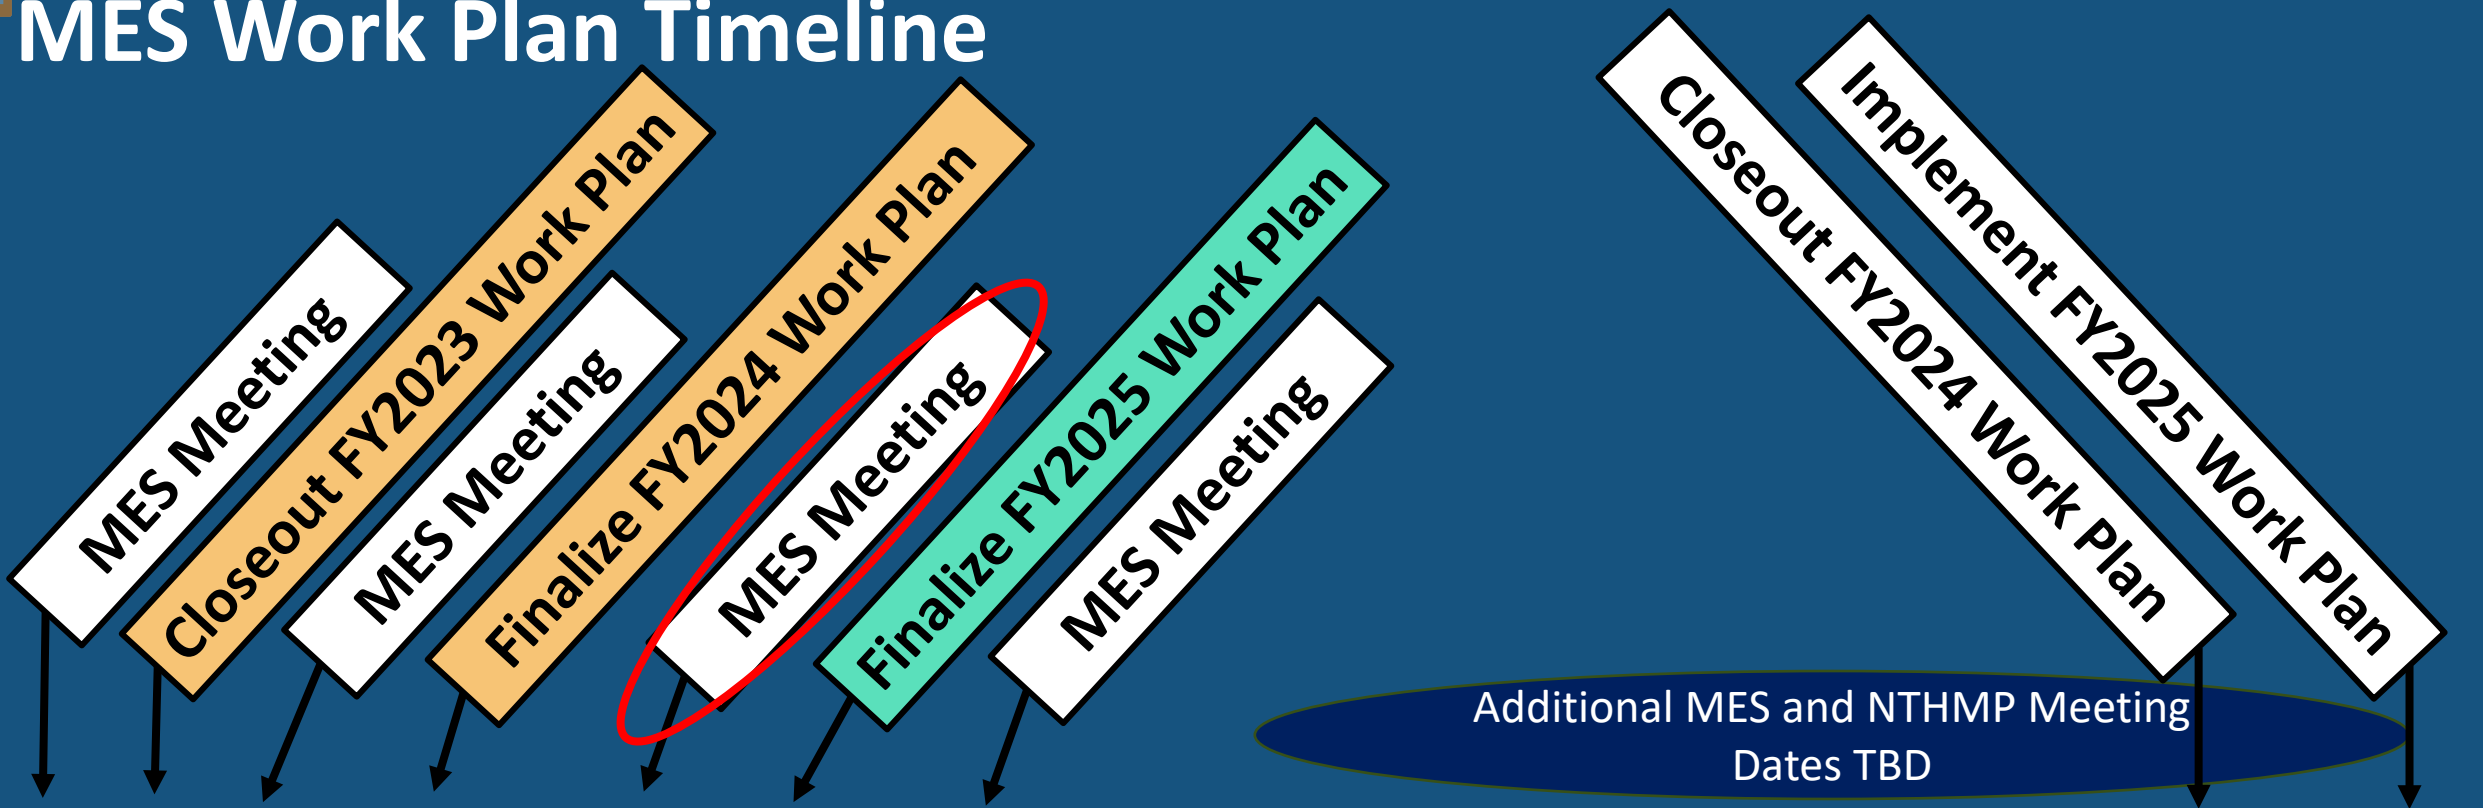 MES Work Plan Timeline
MES Meeting
Closeout FY2023 Work Plan
MES Meeting
Finalize FY2024 Work Plan
MES Meeting
Finalize FY2025 Work Plan
MES Meeting
Closeout FY2024 Work Plan
Implement FY2025 Work Plan
Additional MES and NTHMP Meeting
Dates TBD